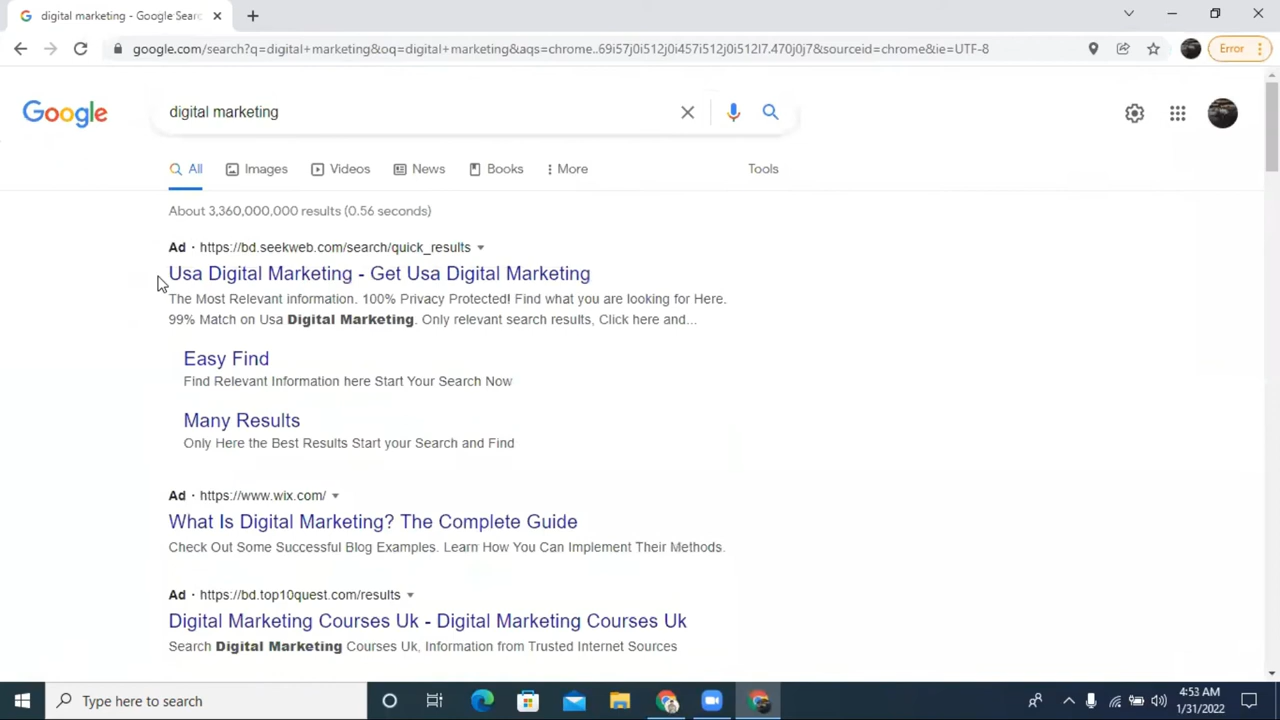 digital marketing - Google Searc
Error
google.com/search?q=digital+marketing&oq=digital+marketing&aqs=chrome..69i57j0i512j0i457i512j0i512l7.470j0j7&sourceid=chrome&ie=UTF-8
Google
digital marketing
All Images Videos News Books More Tools
About 3,360,000,000 results (0.56 seconds)
Ad · https://bd.seekweb.com/search/quick_results
Usa Digital Marketing - Get Usa Digital Marketing
The Most Relevant information. 100% Privacy Protected! Find what you are looking for Here.
99% Match on Usa Digital Marketing. Only relevant search results, Click here and...
Easy Find
Find Relevant Information here Start Your Search Now
Many Results
Only Here the Best Results Start your Search and Find
Ad · https://www.wix.com/
What Is Digital Marketing? The Complete Guide
Check Out Some Successful Blog Examples. Learn How You Can Implement Their Methods.
Ad · https://bd.top10quest.com/results
Digital Marketing Courses Uk - Digital Marketing Courses Uk
Search Digital Marketing Courses Uk, Information from Trusted Internet Sources
Type here to search
4:53 AM
1/31/2022